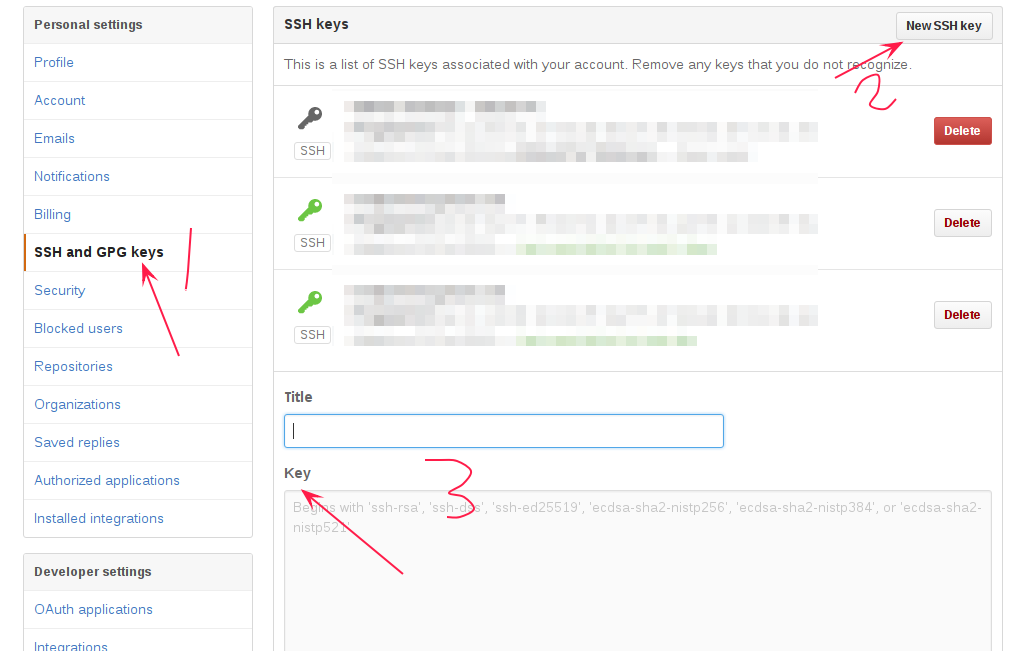 Personal settings
Profile
Account
Emails
Notifications
Billing
SSH and GPG keys
Security
Blocked users
Repositories
Organizations
Saved replies
Authorized applications
Installed integrations
Developer settings
OAuth applications
Integrations
SSH keys
New SSH key
This is a list of SSH keys associated with your account. Remove any keys that you do not recognize.
SSH
Delete
SSH
Delete
SSH
Delete
Title
Key
Begins with 'ssh-rsa', 'ssh-dss', 'ssh-ed25519', 'ecdsa-sha2-nistp256', 'ecdsa-sha2-nistp384', or 'ecdsa-sha2-
nistp521'
1
2
3